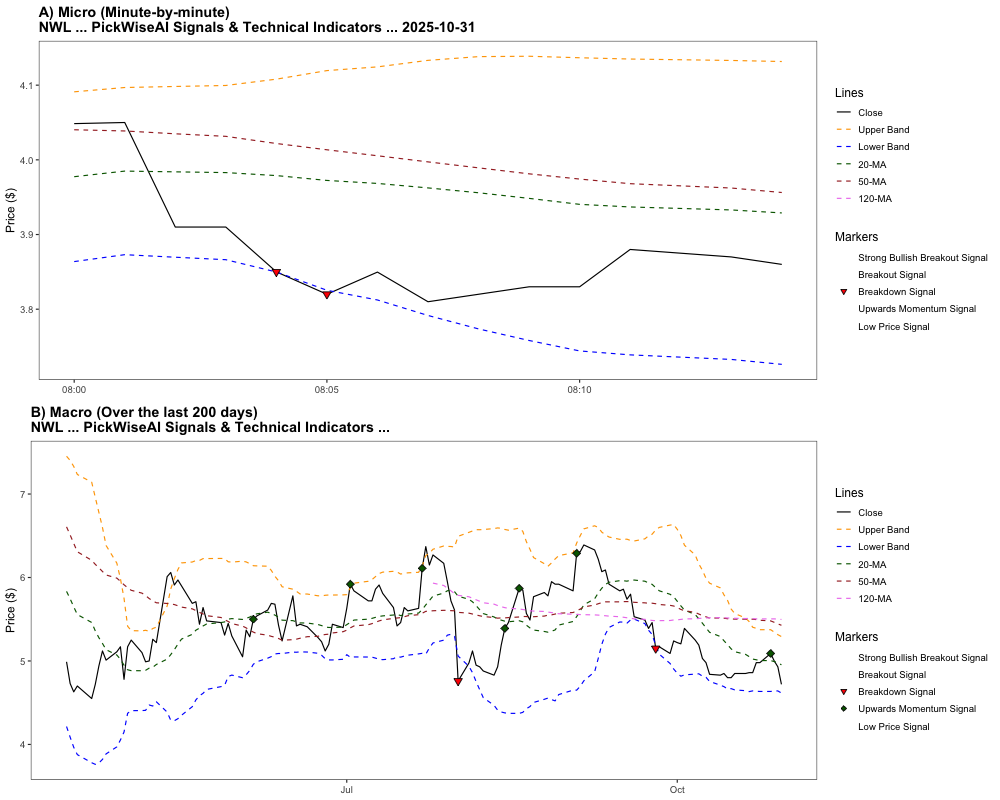 A) Micro (Minute-by-minute)
NWL ... PickWiseAI Signals & Technical Indicators ... 2025-10-31
Price ($)
4.1
4.0
3.9
3.8
08:00
08:05
08:10
Lines
Close
Upper Band
Lower Band
20-MA
50-MA
120-MA
Markers
Strong Bullish Breakout Signal
Breakout Signal
Breakdown Signal
Upwards Momentum Signal
Low Price Signal
B) Macro (Over the last 200 days)
NWL ... PickWiseAI Signals & Technical Indicators ...
Price ($)
7
6
5
4
Jul
Oct
Lines
Close
Upper Band
Lower Band
20-MA
50-MA
120-MA
Markers
Strong Bullish Breakout Signal
Breakout Signal
Breakdown Signal
Upwards Momentum Signal
Low Price Signal